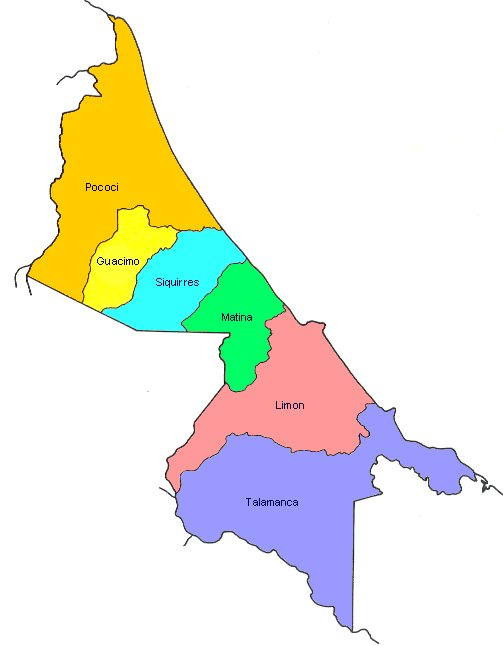 Pococi
Guacimo
Siquirres
Matina
Limon
Talamanca